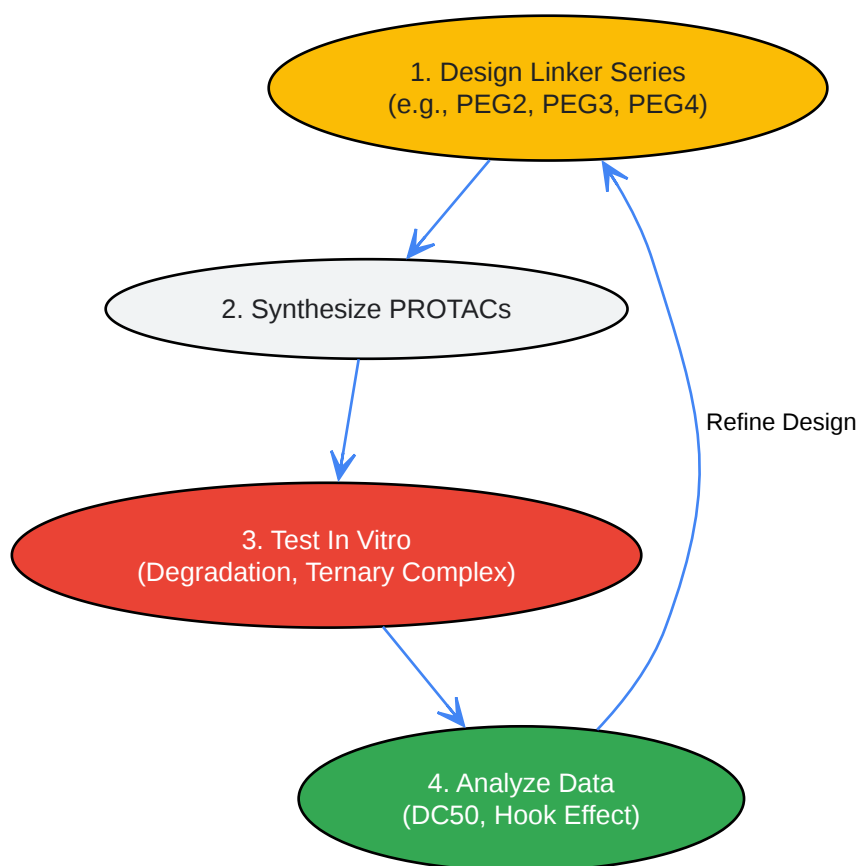 1. Design Linker Series
(e.g., PEG2, PEG3, PEG4)
2. Synthesize PROTACs
Refine Design
3. Test In Vitro
(Degradation, Ternary Complex)
4. Analyze Data
(DC50, Hook Effect)